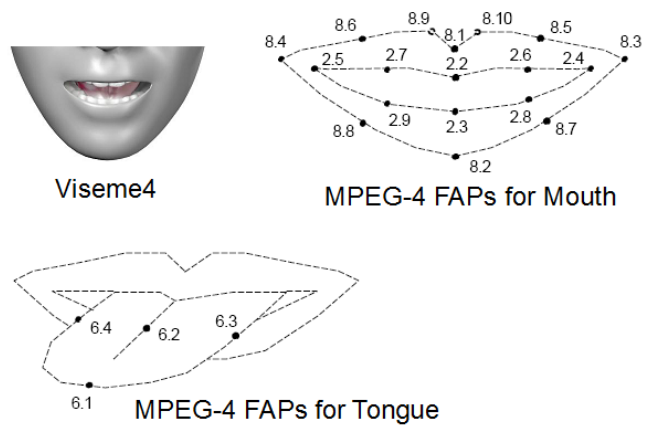 8.9 8.10
8.6 8.1 8.5
8.4 8.3
2.5 2.7 2.2 2.6 2.4
2.9 2.3 2.8
8.8 8.7
8.2
Viseme4
MPEG-4 FAPs for Mouth
6.4 6.2 6.3
6.1
MPEG-4 FAPs for Tongue